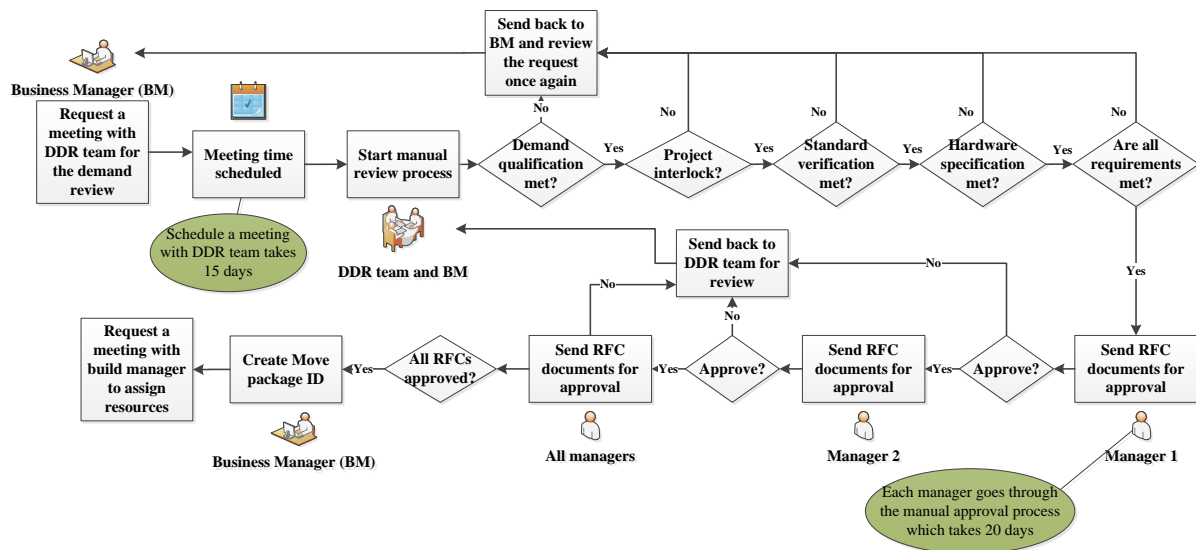 Send back to
BM and review
the request
once again
Business Manager (BM)
Request a
meeting with
DDR team for
the demand
review
Meeting time
scheduled
Start manual
review process
Demand
qualification
met?
No
Yes
Project
interlock?
No
Yes
Standard
verification
met?
No
Yes
Hardware
specification
met?
No
Yes
Are all
requirements
met?
No
Yes
Schedule a meeting
with DDR team takes
15 days
DDR team and BM
Send back to
DDR team for
review
No
No
No
Request a
meeting with
build manager
to assign
resources
Create Move
package ID
Yes
All RFCs
approved?
Send RFC
documents for
approval
Yes
Approve?
Send RFC
documents for
approval
Yes
Approve?
Send RFC
documents for
approval
Business Manager (BM)
All managers
Manager 2
Manager 1
Each manager goes through
the manual approval process
which takes 20 days